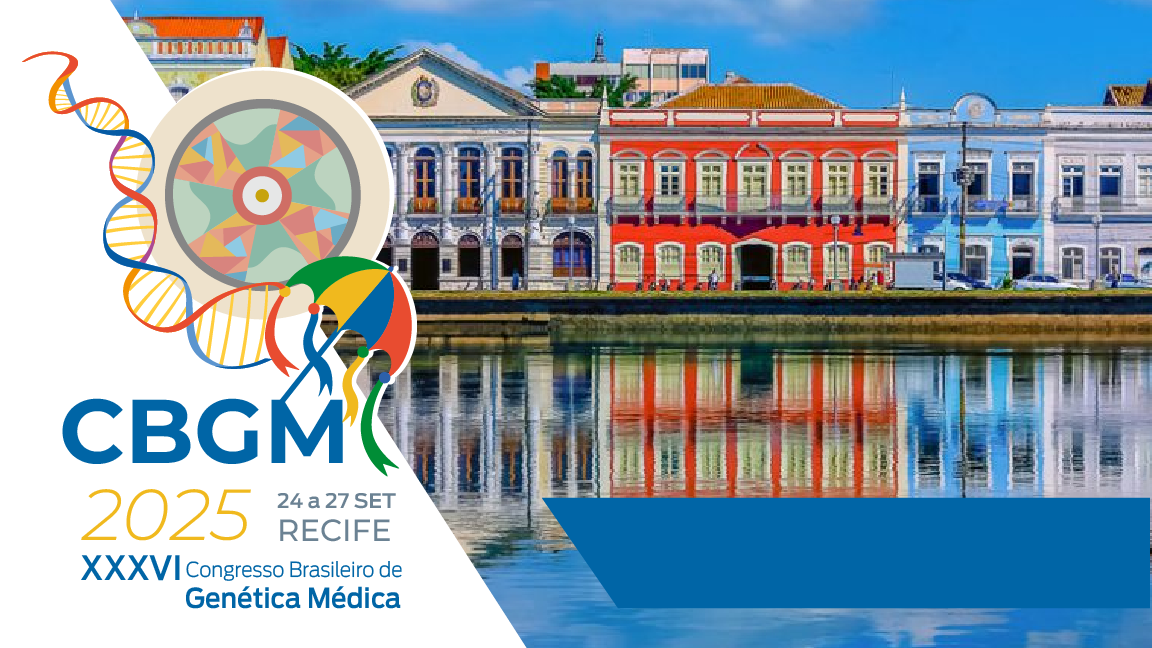 CBGM
2025
24 a 27 SET
RECIFE
XXXVI Congresso Brasileiro de
Genética Médica